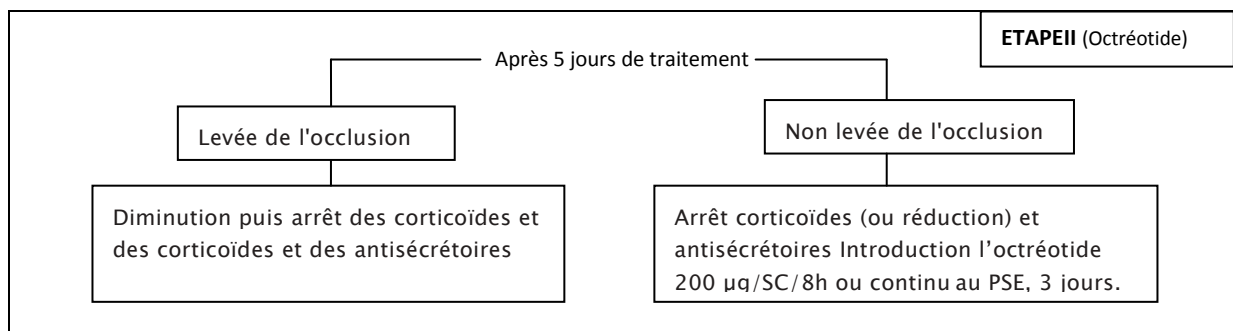 ETAPEII (Octréotide)
Après 5 jours de traitement
Levée de l'occlusion
Non levée de l'occlusion
Diminution puis arrêt des corticoïdes et
des corticoïdes et des antisécrétoires
Arrêt corticoïdes (ou réduction) et
antisécrétoires Introduction l’octréotide
200 µg/SC/8h ou continu au PSE, 3 jours.